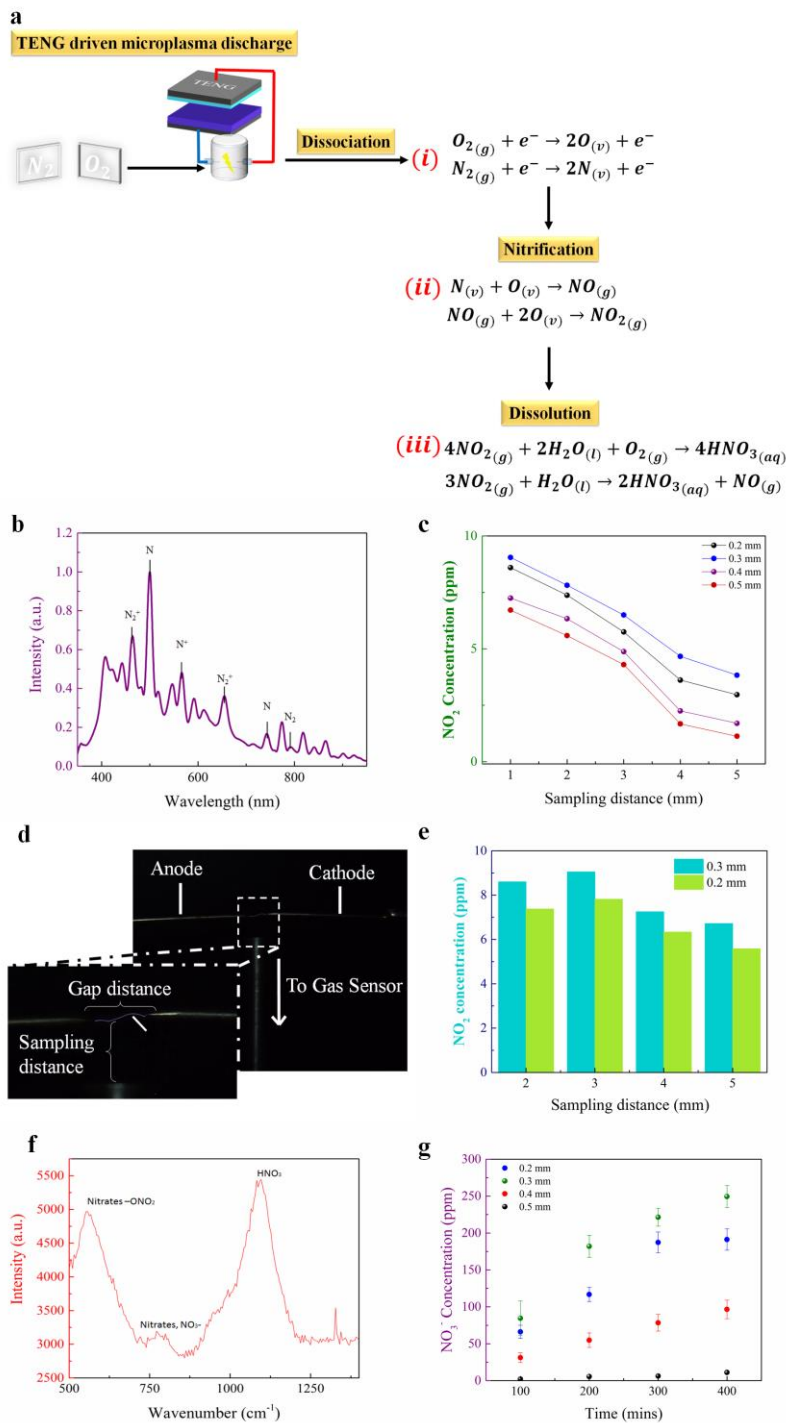 a
TENG driven microplasma discharge
TENG
N₂
O₂
Dissociation
(i)
O₂(g) + e⁻ → 2O(v) + e⁻
N₂(g) + e⁻ → 2N(v) + e⁻
Nitrification
(ii)
N(v) + O(v) → NO(g)
NO(g) + 2O(v) → NO₂(g)
Dissolution
(iii)
4NO₂(g) + 2H₂O(l) + O₂(g) → 4HNO₃(aq)
3NO₂(g) + H₂O(l) → 2HNO₃(aq) + NO(g)
b
Intensity (a.u.)
1.2
1.0
0.8
0.6
0.4
0.2
0.0
N₂⁺
N
N⁺
N₂⁺
N
N₂
400 600 800
Wavelength (nm)
c
NO₂ Concentration (ppm)
10
5
0
0.2 mm
0.3 mm
0.4 mm
0.5 mm
1 2 3 4 5
Sampling distance (mm)
d
Anode
Cathode
To Gas Sensor
Gap distance
Sampling
distance
e
NO₂ concentration (ppm)
10
8
6
4
2
0
0.3 mm
0.2 mm
2 3 4 5
Sampling distance (mm)
f
Intensity (a.u.)
5500
5000
4500
4000
3500
3000
2500
Nitrates –ONO₂
Nitrates, NO₃-
HNO₃
500 750 1000 1250
Wavenumber (cm⁻¹)
g
NO₃⁻ Concentration (ppm)
300
250
200
150
100
50
0
0.2 mm
0.3 mm
0.4 mm
0.5 mm
100 200 300 400
Time (mins)